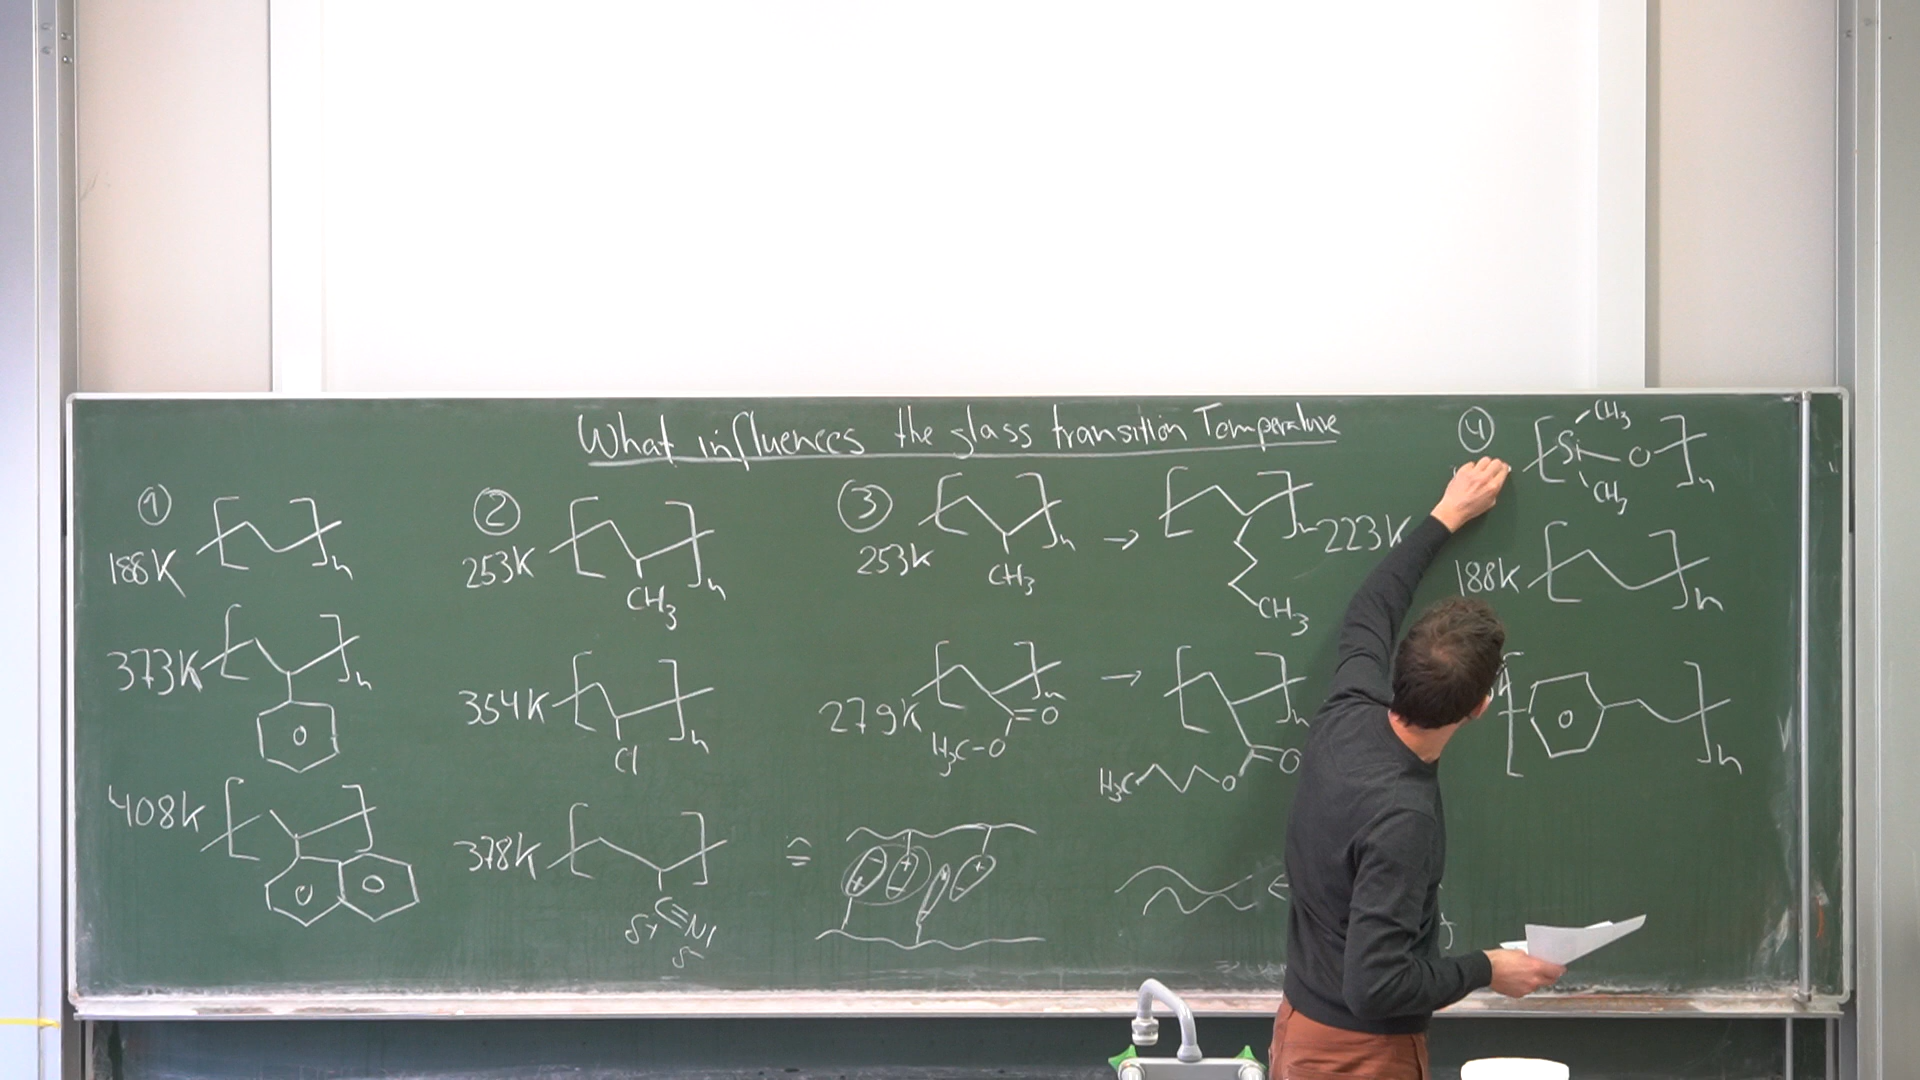 What influences the glass transition Temperature
①
188K
n
373K
n
408K
②
253K
CH3
n
354K
Cl
n
378K
C≡N|
δ+
δ-
③
253K
CH3
n
→
n
223K
CH3
279K
n
=O
H3C-O
→
n
O
O
H3C
≙
- + + -
④
CH3
Si
O
n
CH3
188K
n
n